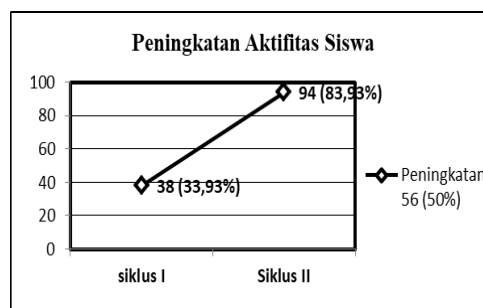 Peningkatan Aktifitas Siswa
100
94 (83,93%)
80
60
40
38 (33,93%)
20
0
siklus I
Siklus II
Peningkatan
56 (50%)